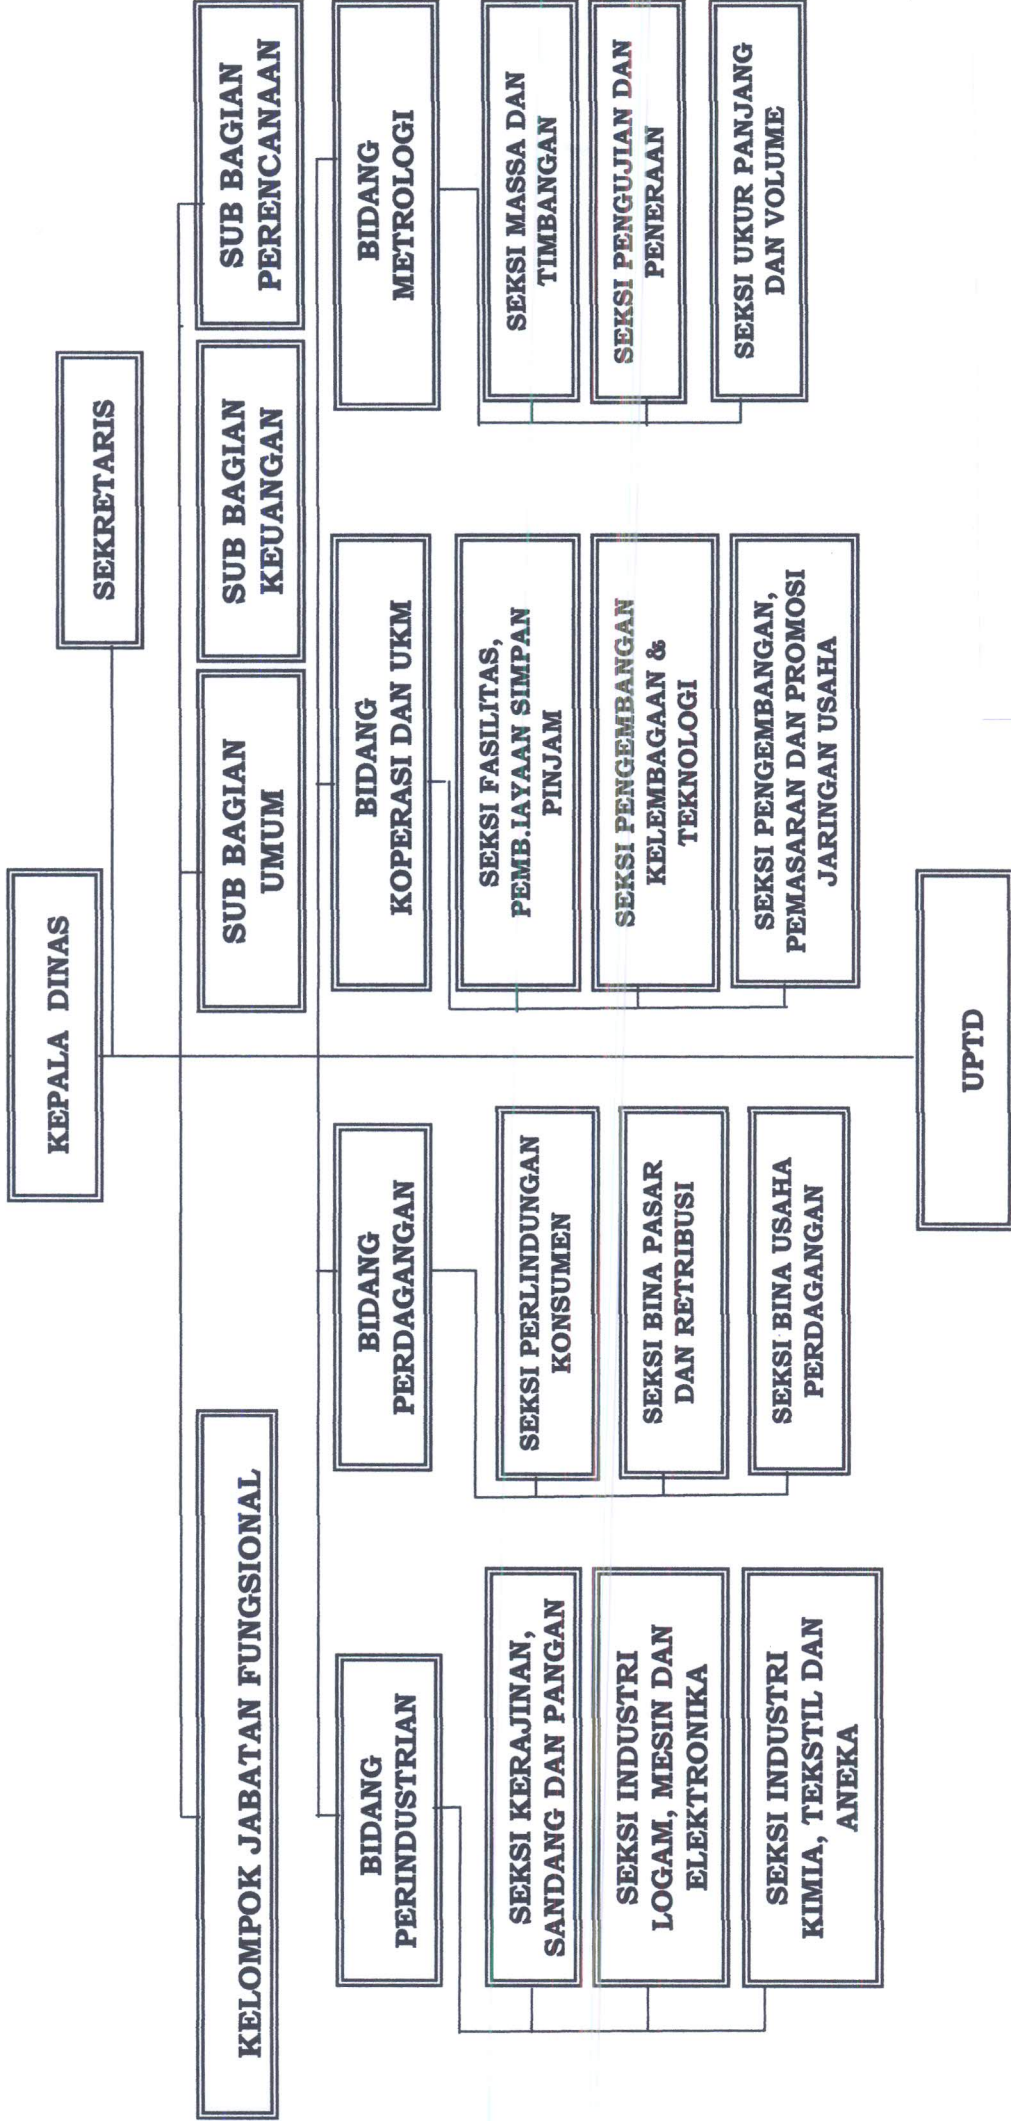 KEPALA DINAS
SEKRETARIS
KELOMPOK JABATAN FUNGSIONAL
SUB BAGIAN
UMUM
SUB BAGIAN
KEUANGAN
SUB BAGIAN
PERENCANAAN
BIDANG
PERINDUSTRIAN
SEKSI KERAJINAN,
SANDANG DAN PANGAN
SEKSI INDUSTRI
LOGAM, MESIN DAN
ELEKTRONIKA
SEKSI INDUSTRI
KIMIA, TEKSTIL DAN
ANEKA
BIDANG
PERDAGANGAN
SEKSI PERLINDUNGAN
KONSUMEN
SEKSI BINA PASAR
DAN RETRIBUSI
SEKSI BINA USAHA
PERDAGANGAN
BIDANG
KOPERASI DAN UKM
SEKSI FASILITAS,
PEMB.IAYAAN SIMPAN
PINJAM
SEKSI PENGEMBANGAN
KELEMBAGAAN &
TEKNOLOGI
SEKSI PENGEMBANGAN,
PEMASARAN DAN PROMOSI
JARINGAN USAHA
BIDANG
METROLOGI
SEKSI MASSA DAN
TIMBANGAN
SEKSI PENGUJIAN DAN
PENERAAN
SEKSI UKUR PANJANG
DAN VOLUME
UPTD